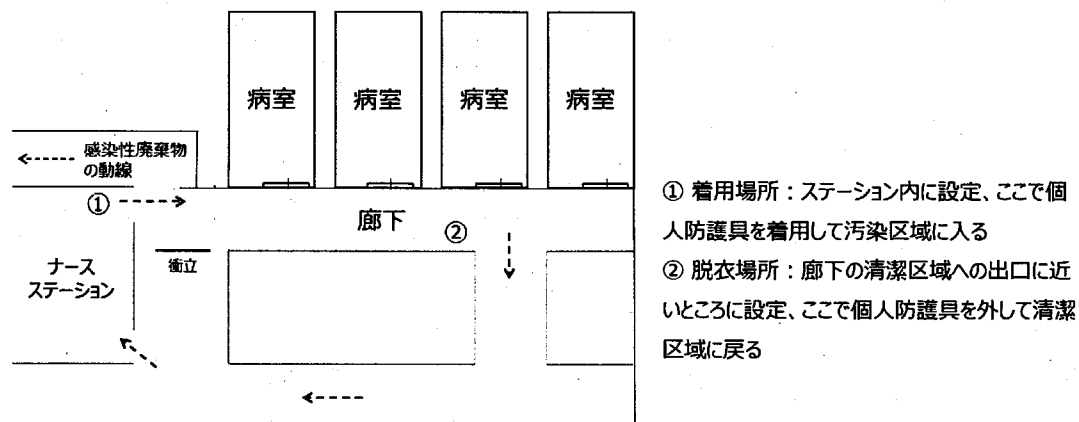 病室
病室
病室
病室
感染性廃棄物
の動線
①
廊下
②
ナース
ステーション
衝立
① 着用場所：ステーション内に設定、ここで個
人防護具を着用して汚染区域に入る
② 脱衣場所：廊下の清潔区域への出口に近
いところに設定、ここで個人防護具を外して清潔
区域に戻る